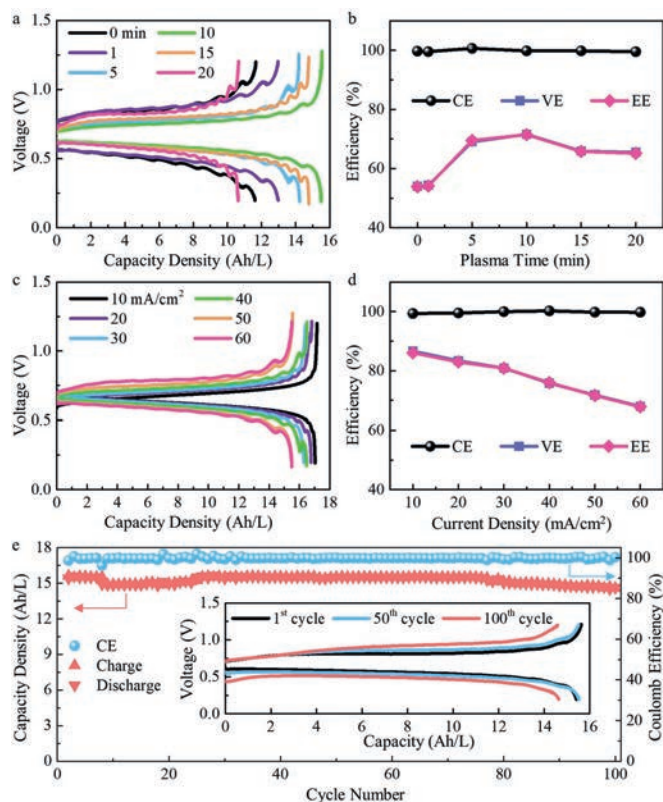 a
0 min
10
1
15
5
20
1.5
1.0
0.5
0.0
Voltage (V)
0 2 4 6 8 10 12 14 16
Capacity Density (Ah/L)
b
120
100
80
60
40
Efficiency (%)
CE VE EE
0 5 10 15 20
Plasma Time (min)
c
10 mA/cm²
40
20
50
30
60
1.5
1.0
0.5
0.0
Voltage (V)
0 2 4 6 8 10 12 14 16 18
Capacity Density (Ah/L)
d
120
100
80
60
40
Efficiency (%)
CE VE EE
10 20 30 40 50 60
Current Density (mA/cm²)
e
18
15
12
9
6
3
0
Capacity Density (Ah/L)
CE
Charge
Discharge
1.5
1.0
0.5
0.0
Voltage (V)
1st cycle 50th cycle 100th cycle
0 2 4 6 8 10 12 14 16
Capacity (Ah/L)
100
80
60
40
20
0
Coulomb Efficiency (%)
0 20 40 60 80 100
Cycle Number